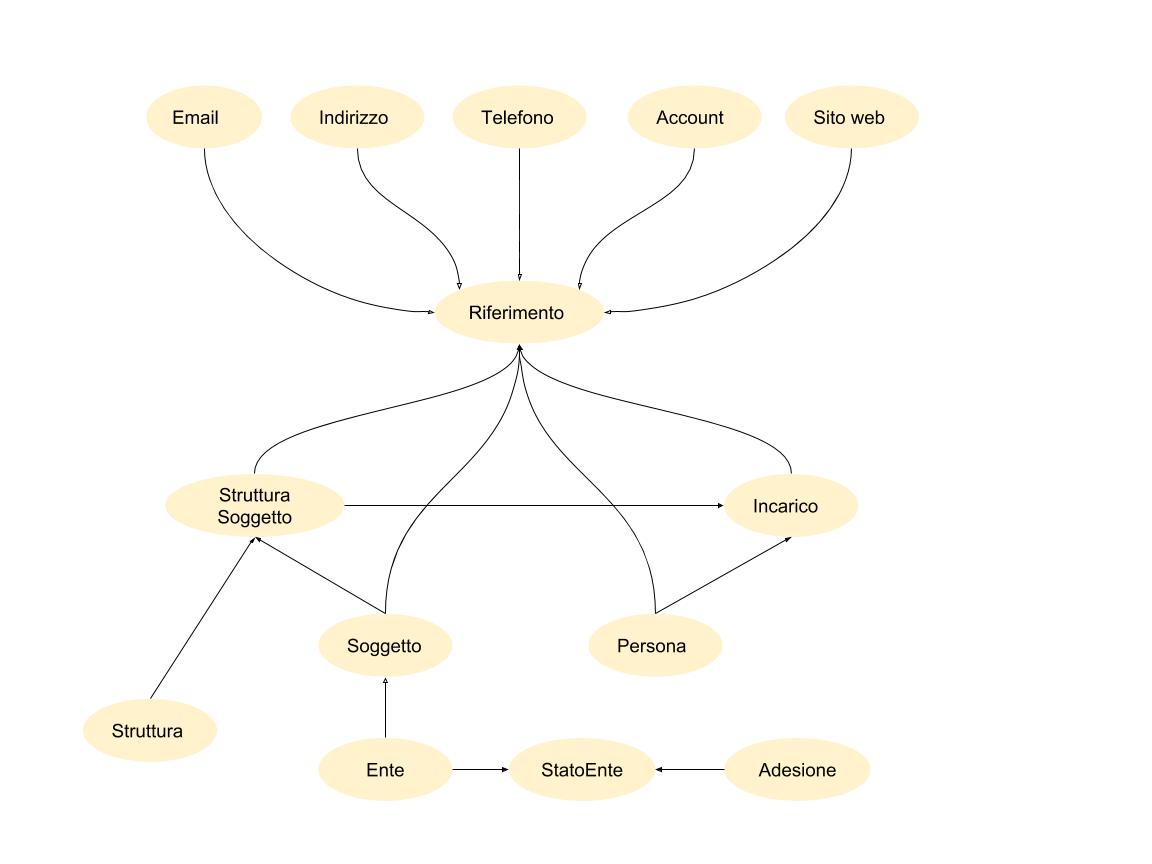 Email
Indirizzo
Telefono
Account
Sito web
Riferimento
Struttura
Soggetto
Incarico
Soggetto
Persona
Struttura
Ente
StatoEnte
Adesione